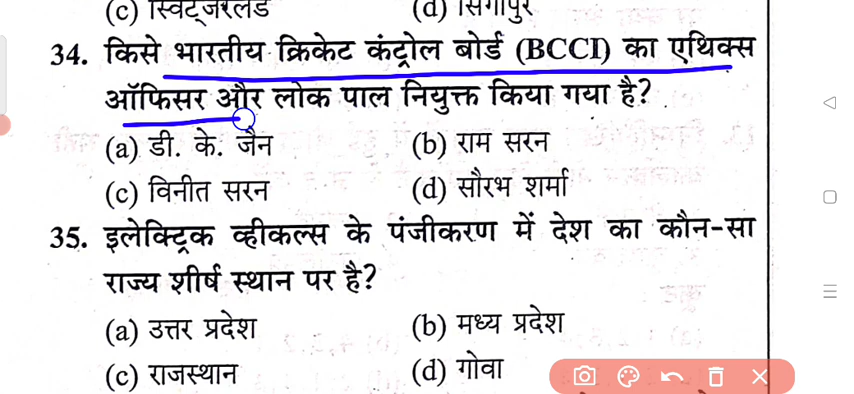 (c) स्विट्जरलैंड (d) सिंगापुर
34. किसे भारतीय क्रिकेट कंट्रोल बोर्ड (BCCI) का एथिक्स
ऑफिसर और लोक पाल नियुक्त किया गया है?
(a) डी. के. जैन (b) राम सरन
(c) विनीत सरन (d) सौरभ शर्मा
35. इलेक्ट्रिक व्हीकल्स के पंजीकरण में देश का कौन-सा
राज्य शीर्ष स्थान पर है?
(a) उत्तर प्रदेश (b) मध्य प्रदेश
(c) राजस्थान (d) गोवा